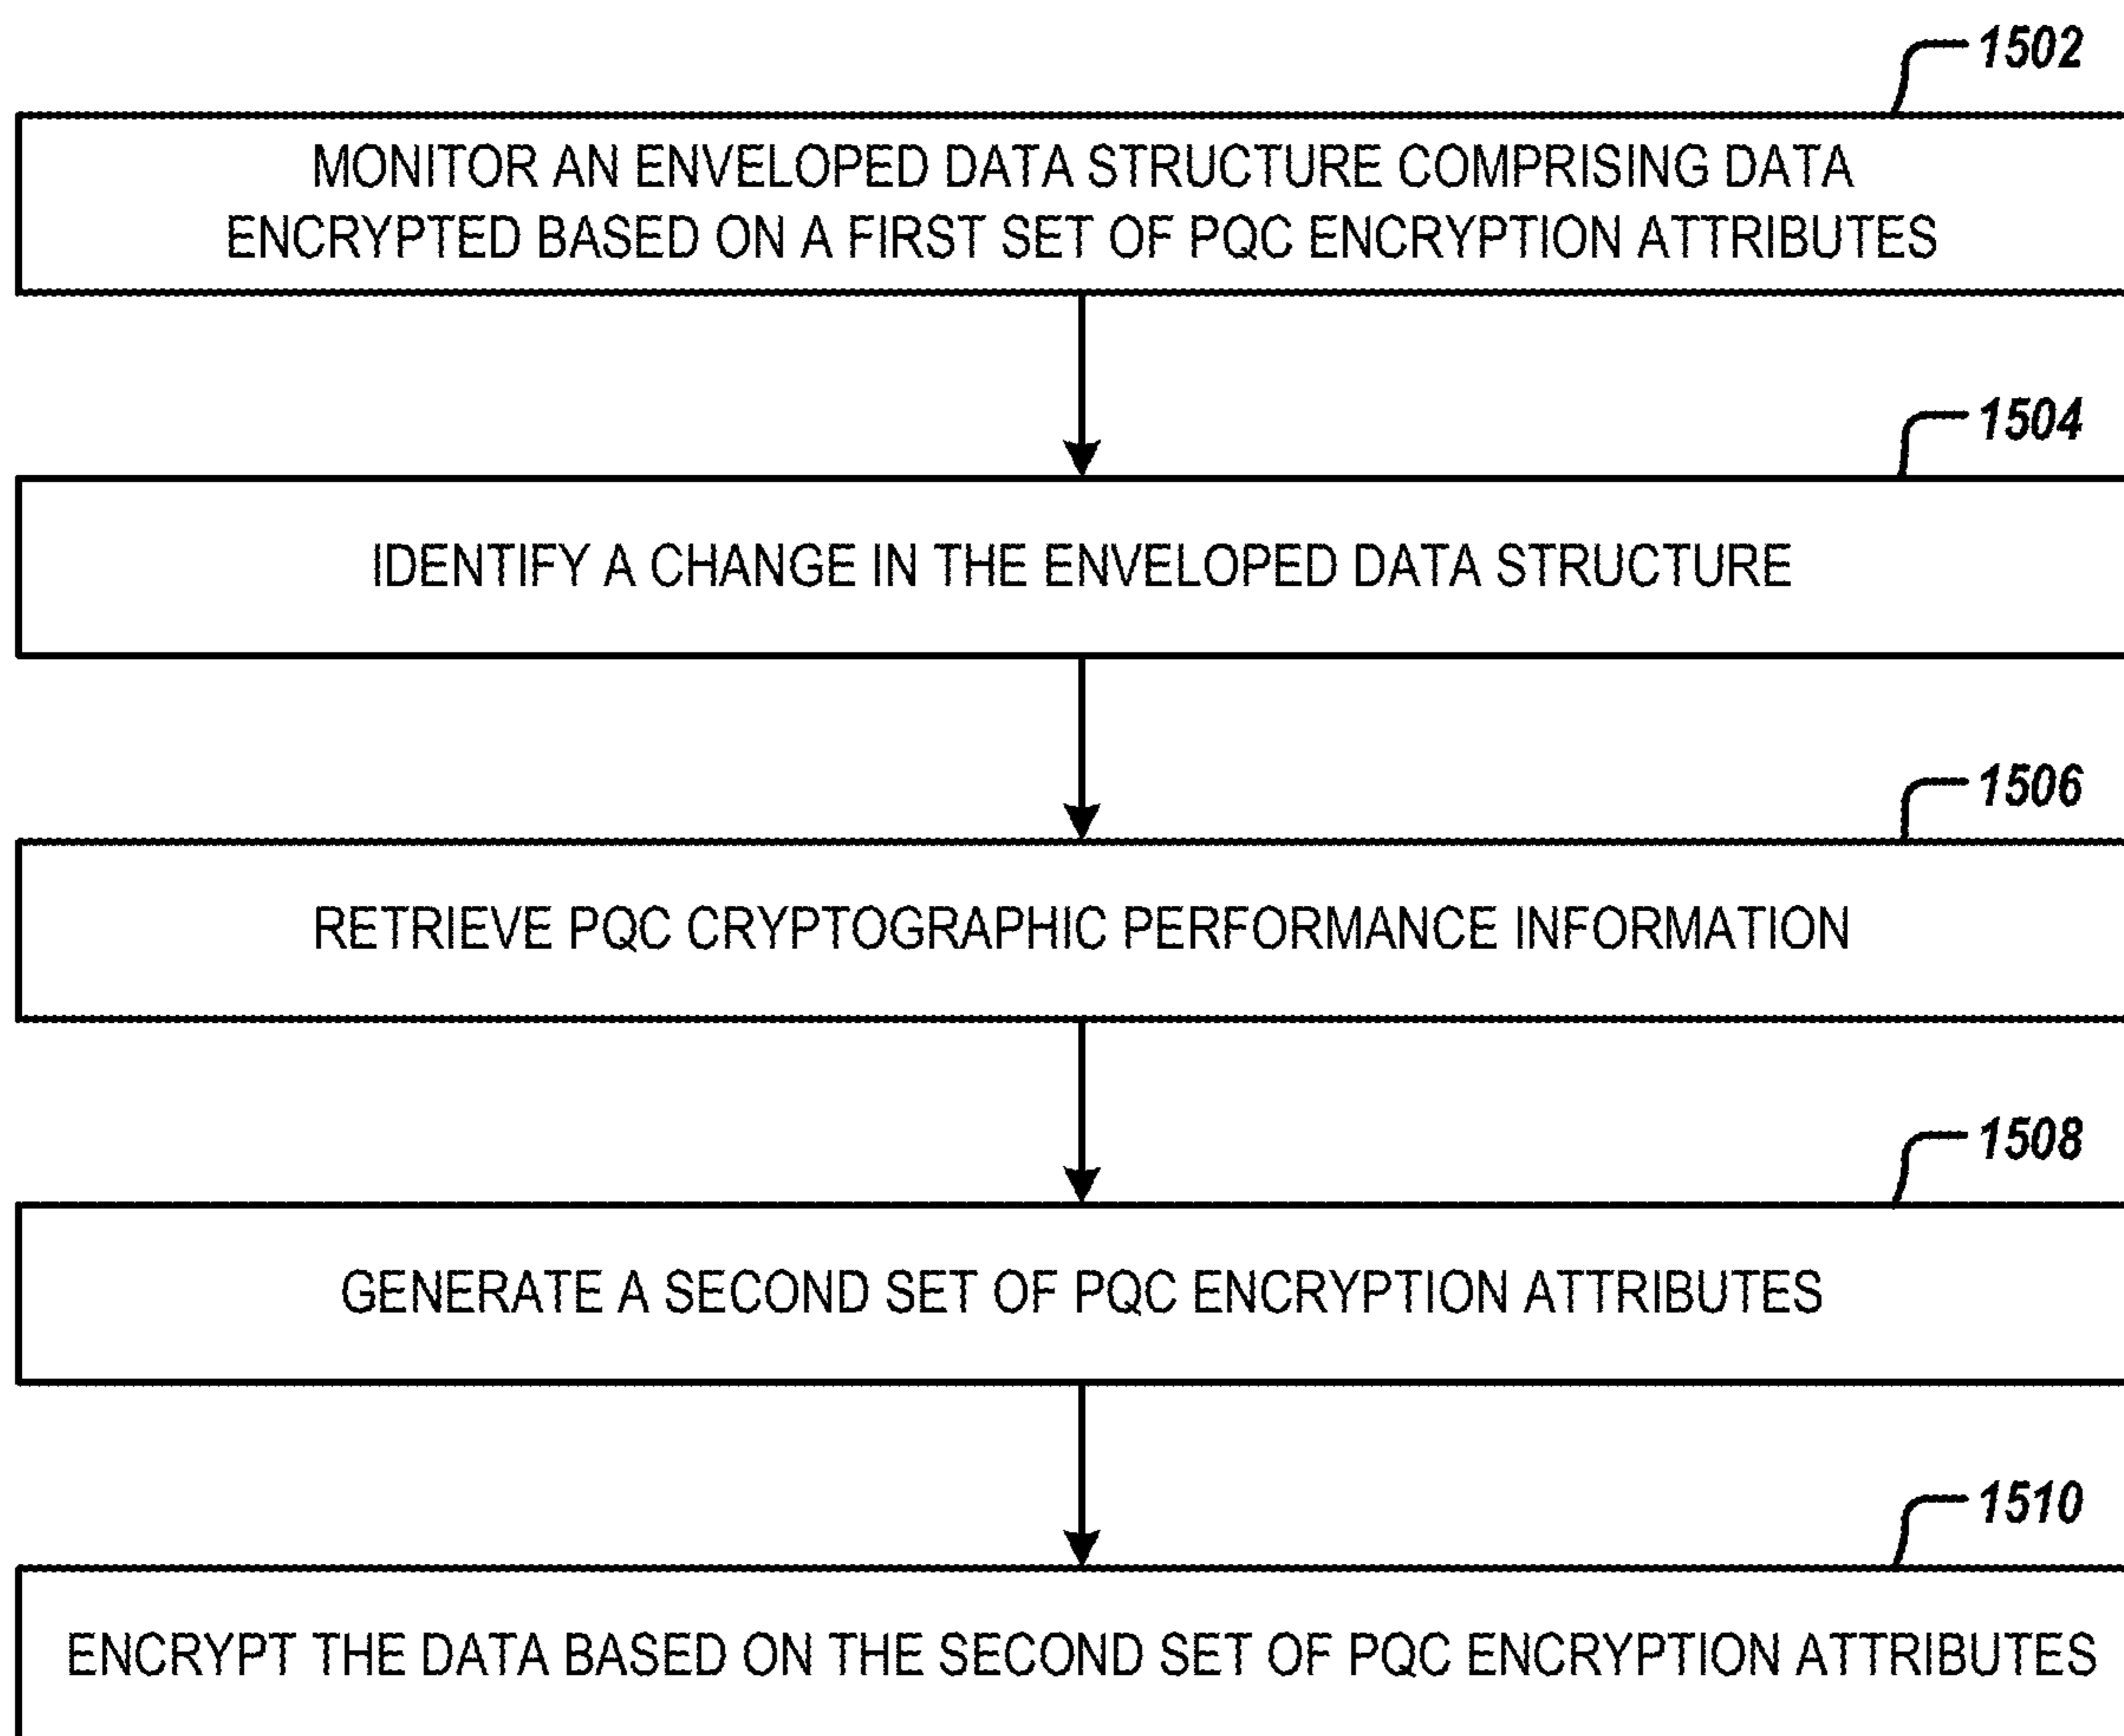 1502
MONITOR AN ENVELOPED DATA STRUCTURE COMPRISING DATA
ENCRYPTED BASED ON A FIRST SET OF PQC ENCRYPTION ATTRIBUTES
1504
IDENTIFY A CHANGE IN THE ENVELOPED DATA STRUCTURE
1506
RETRIEVE PQC CRYPTOGRAPHIC PERFORMANCE INFORMATION
1508
GENERATE A SECOND SET OF PQC ENCRYPTION ATTRIBUTES
1510
ENCRYPT THE DATA BASED ON THE SECOND SET OF PQC ENCRYPTION ATTRIBUTES